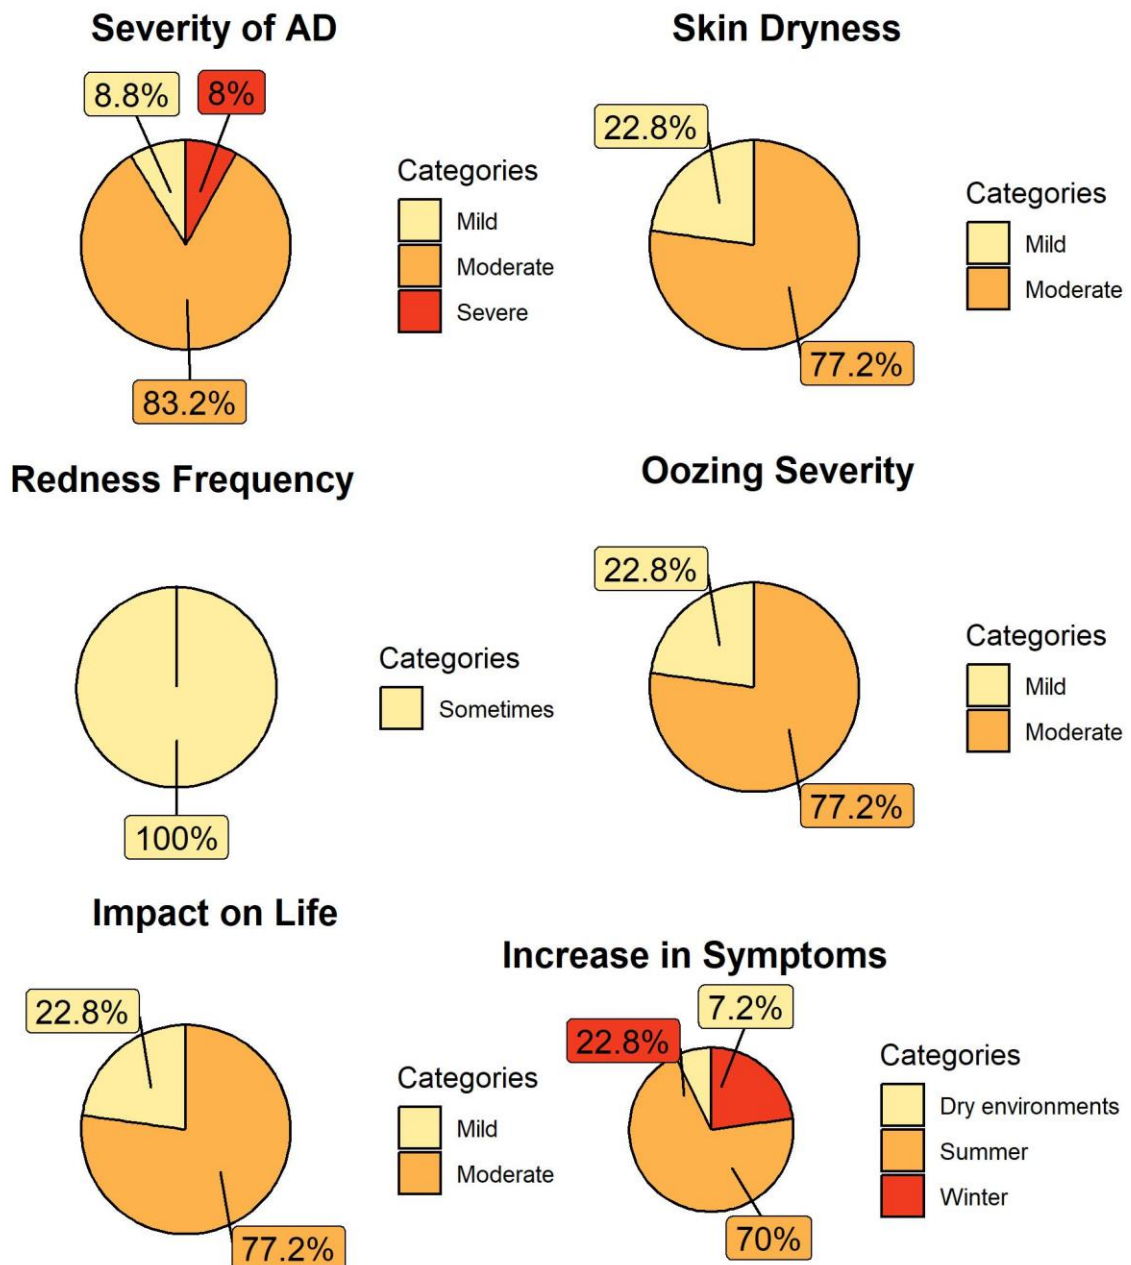 Severity of AD
8.8%
8%
83.2%
Categories
Mild
Moderate
Severe
Skin Dryness
22.8%
77.2%
Categories
Mild
Moderate
Redness Frequency
100%
Categories
Sometimes
Oozing Severity
22.8%
77.2%
Categories
Mild
Moderate
Impact on Life
22.8%
77.2%
Categories
Mild
Moderate
Increase in Symptoms
22.8%
7.2%
70%
Categories
Dry environments
Summer
Winter